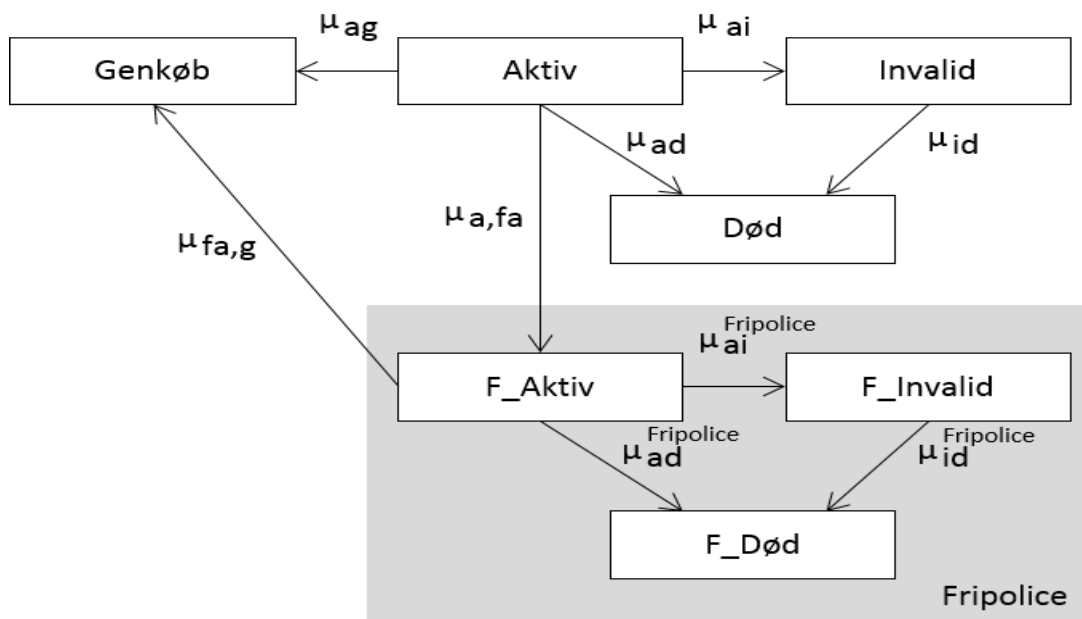 μ ag
μ ai
Genkøb
Aktiv
Invalid
μ ad
μ id
Død
μ a,fa
μ fa,g
μ ai Fripolice
F_Aktiv
F_Invalid
μ ad Fripolice
μ id Fripolice
F_Død
Fripolice